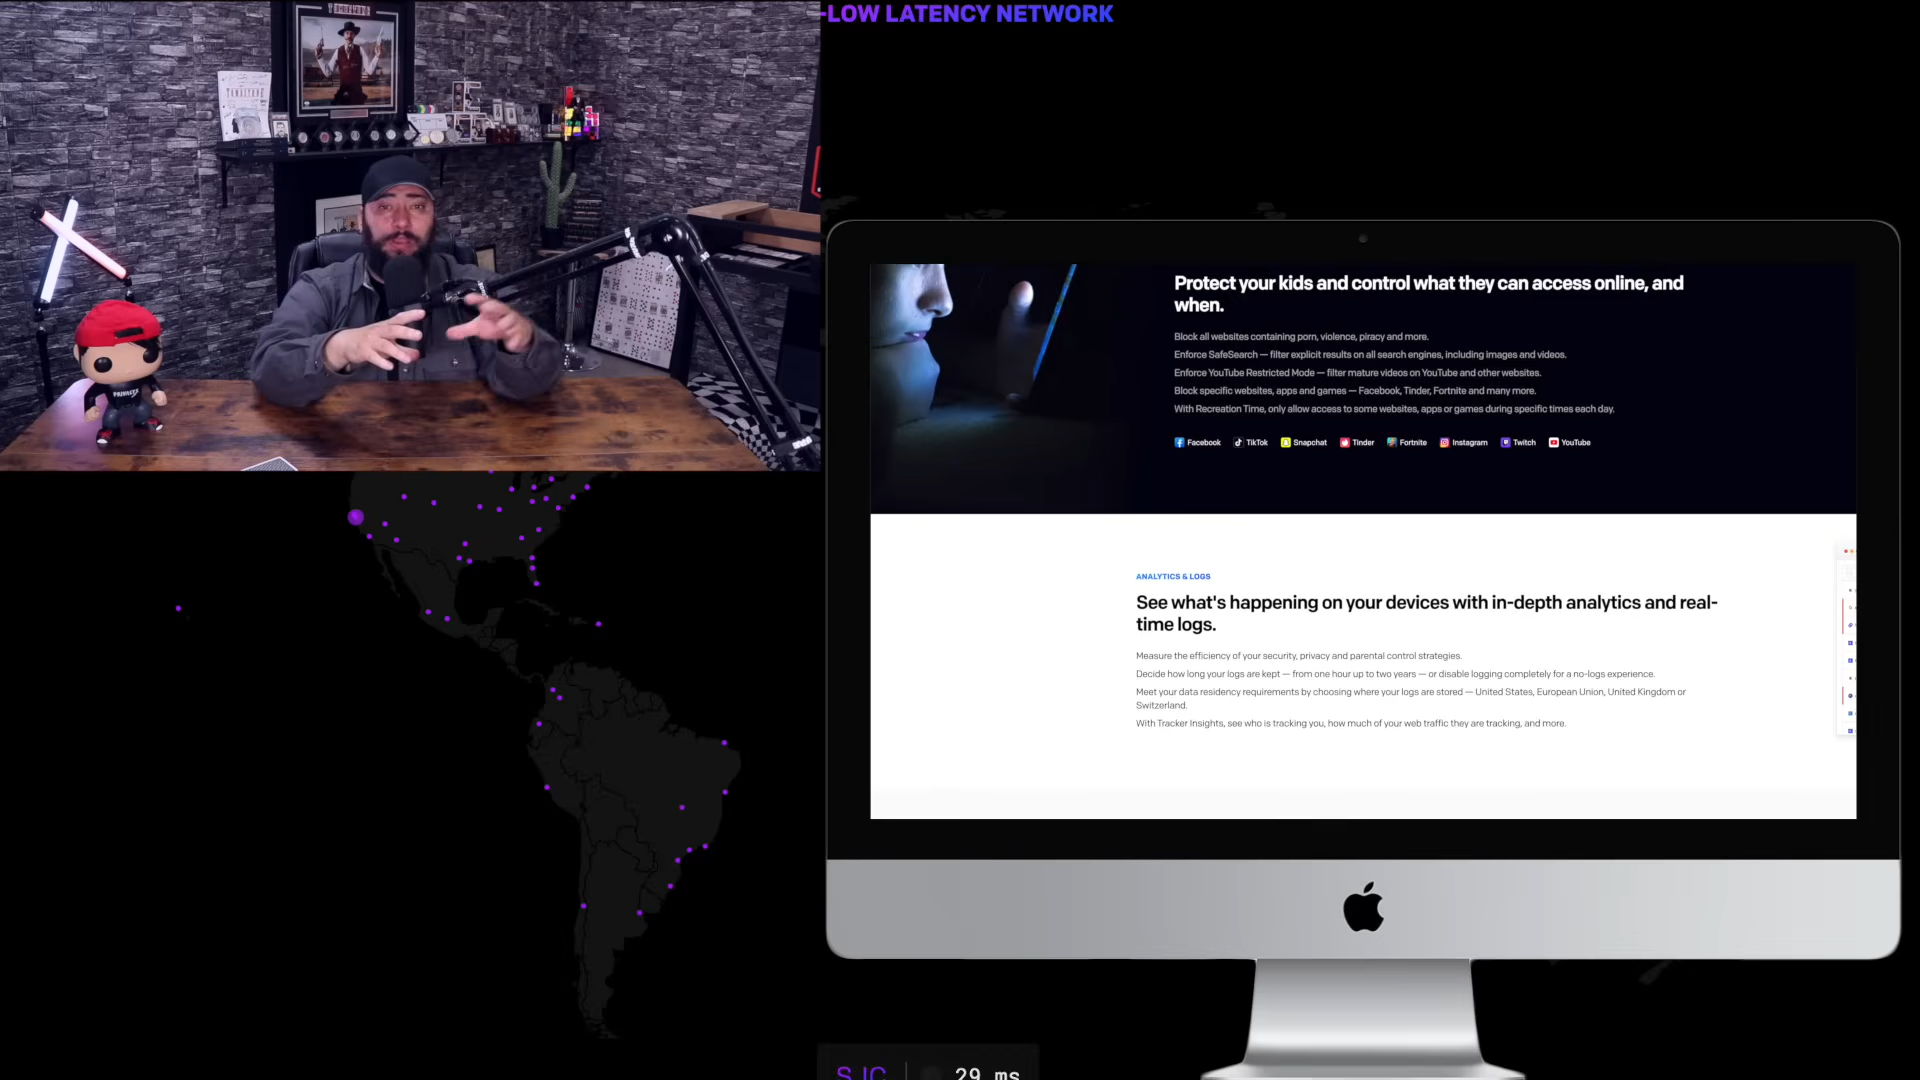 TOMBSTONE
-LOW LATENCY NETWORK
PRIVACY
Protect your kids and control what they can access online, and
when.
Block all websites containing porn, violence, piracy and more.
Enforce SafeSearch — filter explicit results on all search engines, including images and videos.
Enforce YouTube Restricted Mode — filter mature videos on YouTube and other websites.
Block specific websites, apps and games — Facebook, Tinder, Fortnite and many more.
With Recreation Time, only allow access to some websites, apps or games during specific times each day.
Facebook TikTok Snapchat Tinder Fortnite Instagram Twitch YouTube
ANALYTICS & LOGS
See what's happening on your devices with in-depth analytics and real-
time logs.
Measure the efficiency of your security, privacy and parental control strategies.
Decide how long your logs are kept — from one hour up to two years — or disable logging completely for a no-logs experience.
Meet your data residency requirements by choosing where your logs are stored — United States, European Union, United Kingdom or
Switzerland.
With Tracker Insights, see who is tracking you, how much of your web traffic they are tracking, and more.
SJC 29 ms